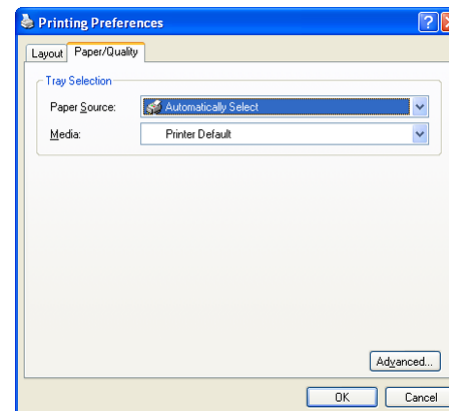 Printing Preferences
Layout Paper/Quality
Tray Selection
Paper Source: Automatically Select
Media: Printer Default
Advanced...
OK Cancel